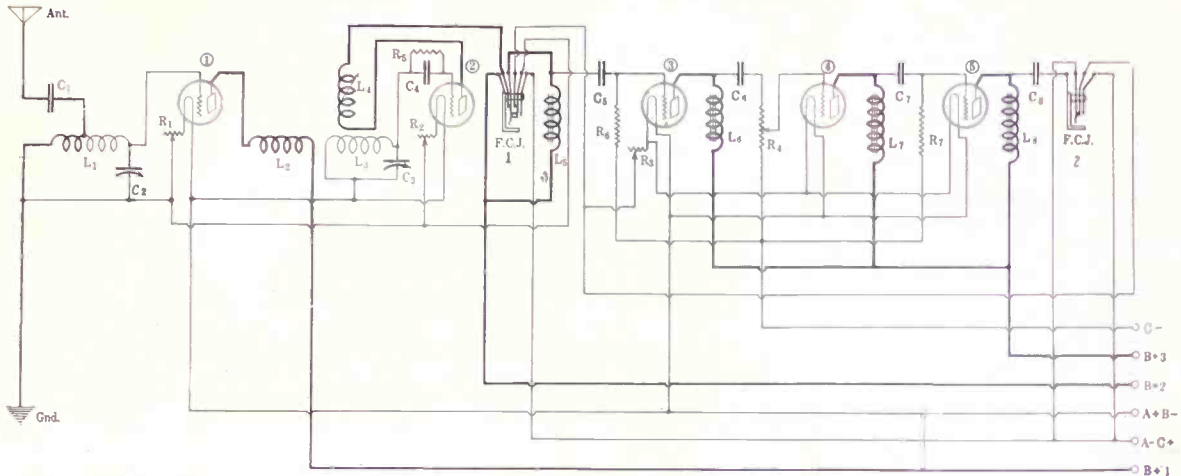 Ant.
C1
L1
C2
R1
①
L2
L4
L3
R5
C4
②
R2
C3
F.C.J.
1
L5
C5
R6
③
R3
C6
L6
R4
④
L7
C7
R7
⑤
L8
C8
F.C.J.
2
Gnd.
C-
B+3
B+2
A+B-
A-C+
B+1